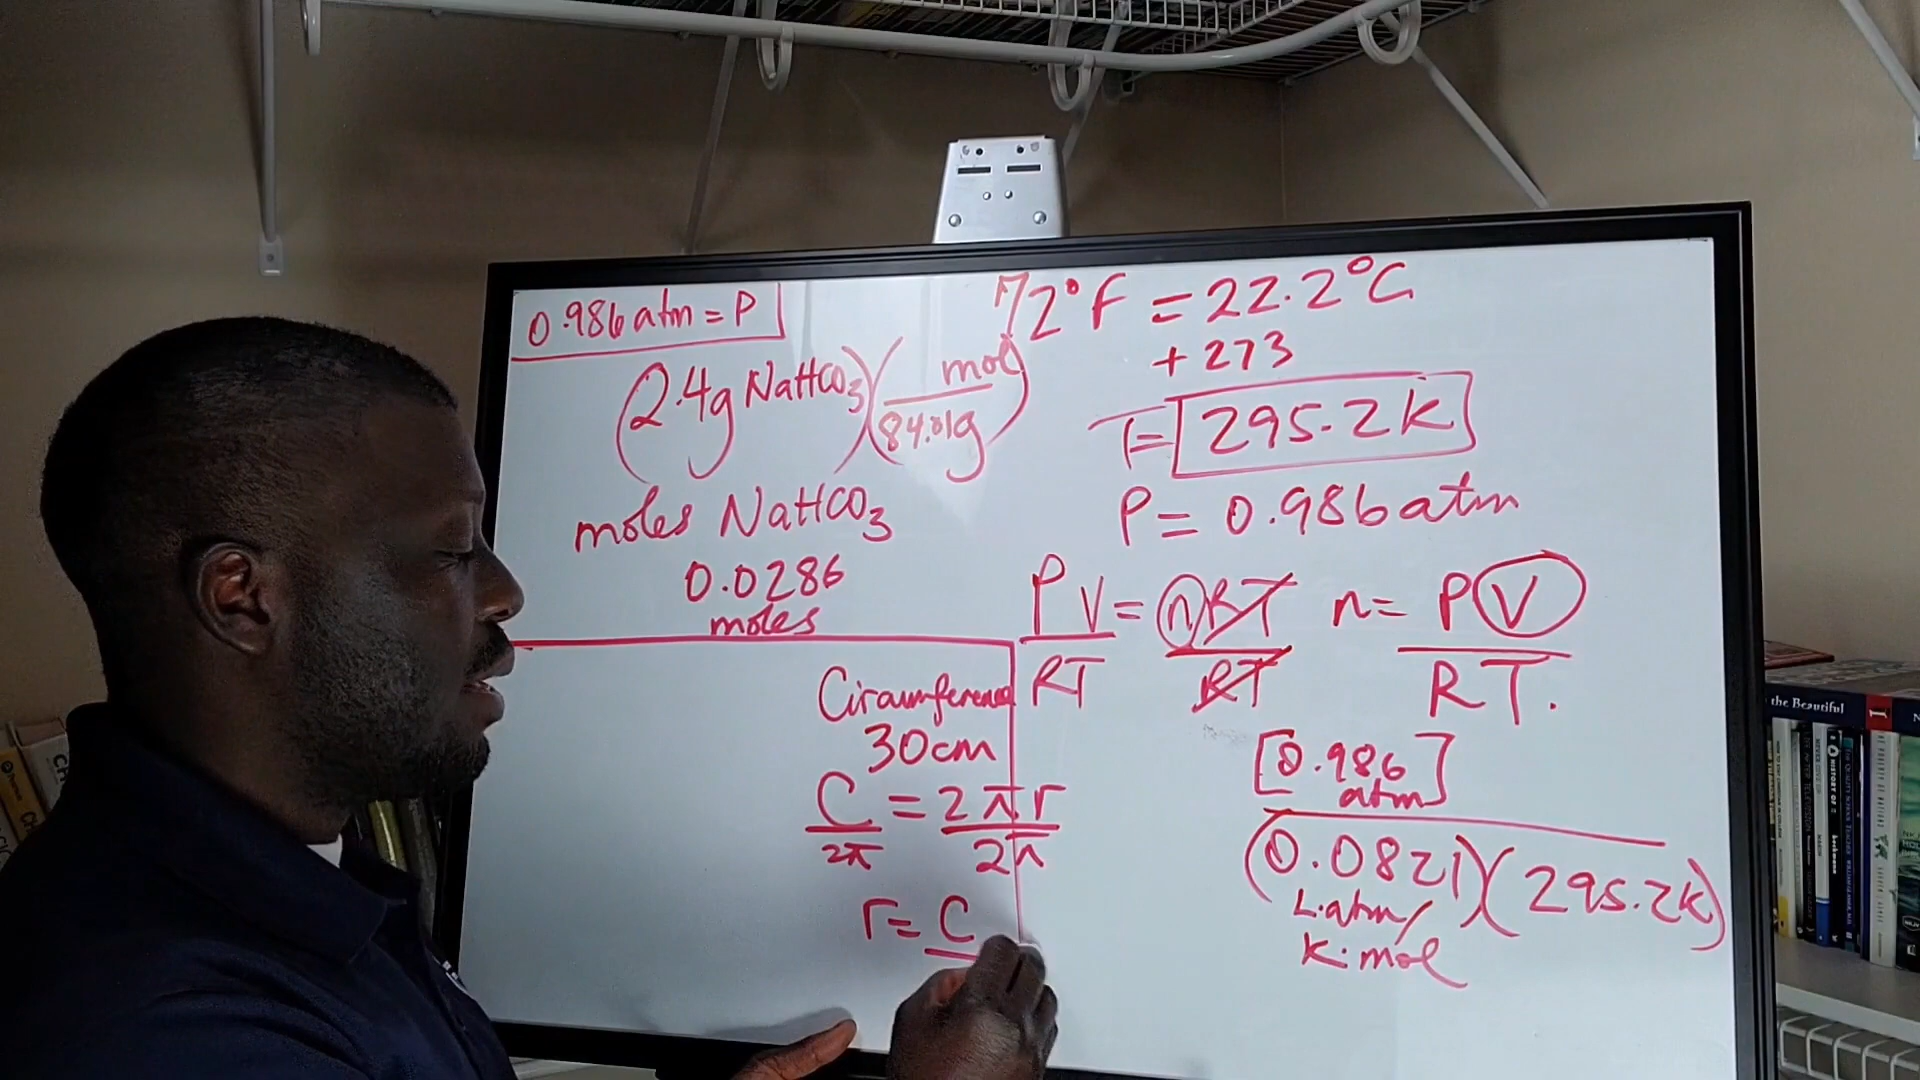 0.986 atm = P
(2.4g NaHCO3)(mol/84.01g)
moles NaHCO3
0.0286
moles
72°F = 22.2°C
+273
T= 295.2K
P= 0.986 atm
PV = nRT
RT RT
n= PV
RT.
[0.986
atm]
(0.0821)(295.2K)
L.atm/
K.mol
Circumference
30cm
C = 2πr
2π 2π
r= C
the Beautiful